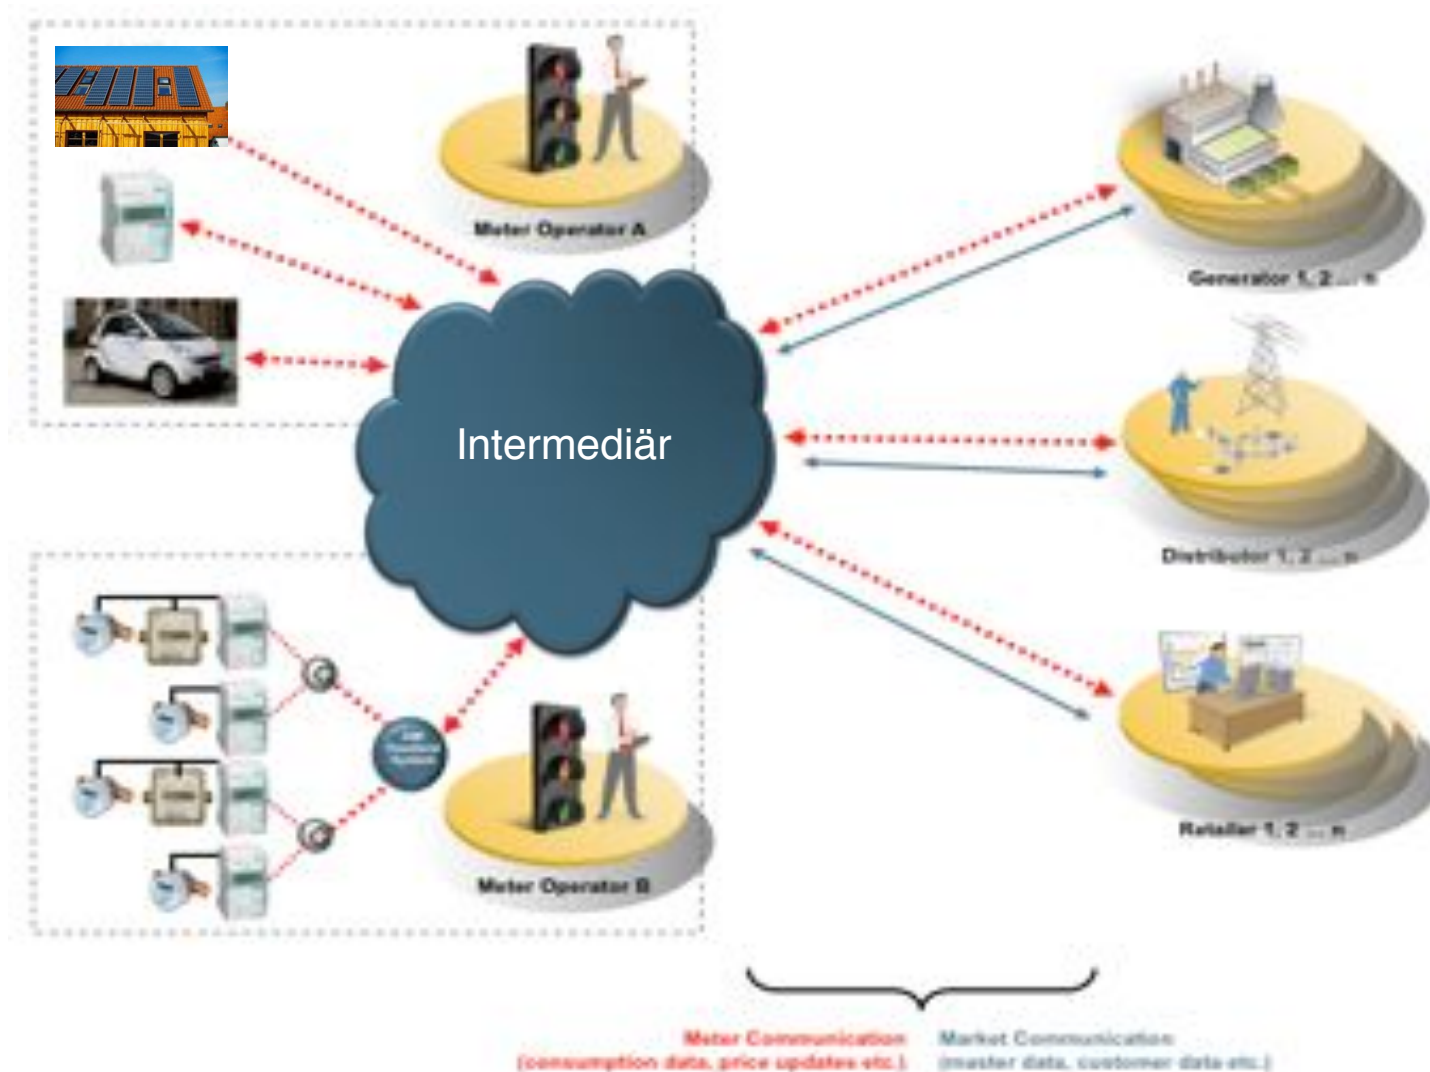 Meter Operator A
Generator 1, 2 ... n
Intermediär
Distributor 1, 2 ... n
Meter Operator B
Retailer 1, 2 ... n
Meter Communication
(consumption data, price updates etc.)
Market Communication
(master data, customer data etc.)